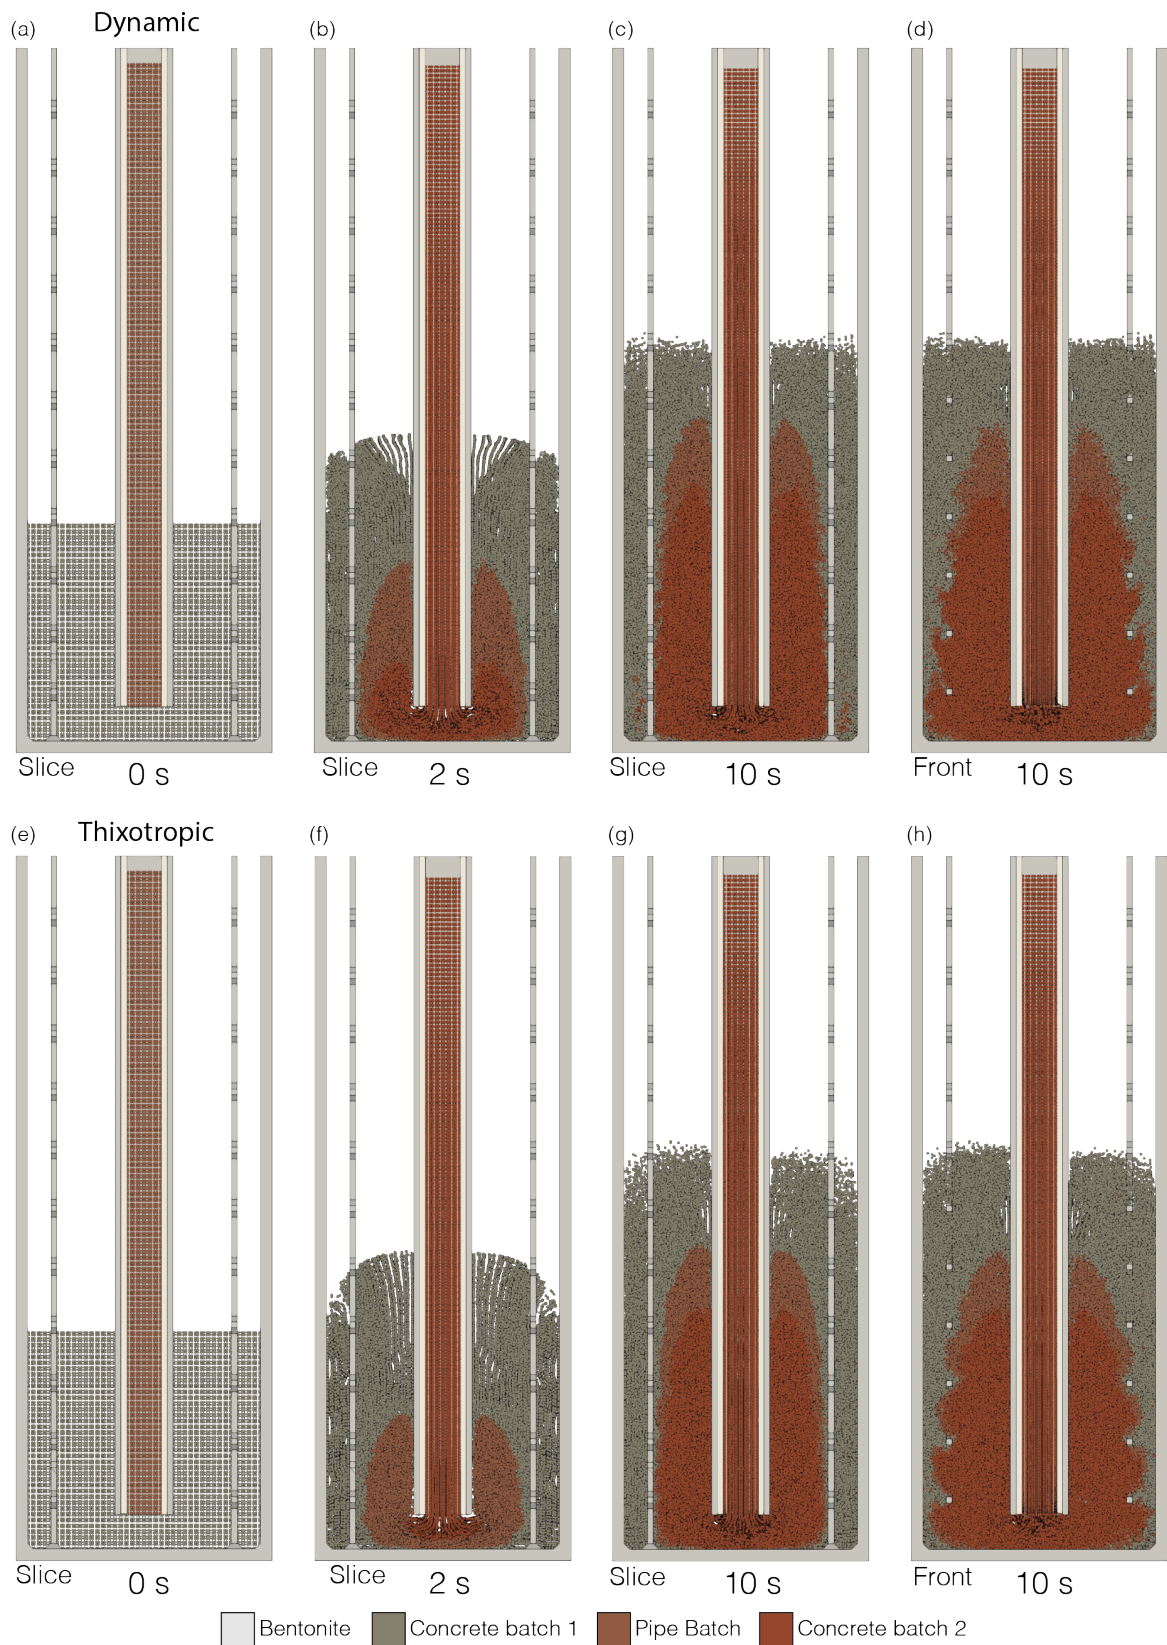 (a) Dynamic (b) (c) (d)
Slice 0 s Slice 2 s Slice 10 s Front 10 s
(e) Thixotropic (f) (g) (h)
Slice 0 s Slice 2 s Slice 10 s Front 10 s
Bentonite Concrete batch 1 Pipe Batch Concrete batch 2